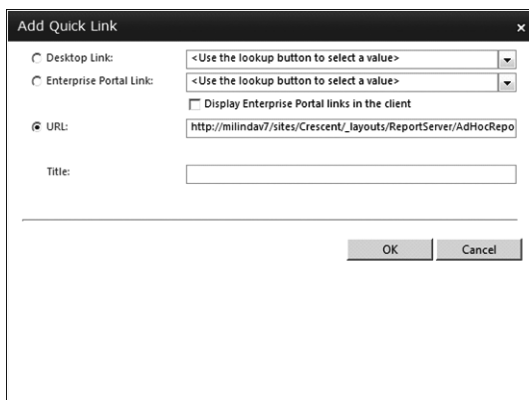 Add Quick Link
Desktop Link: <Use the lookup button to select a value>
Enterprise Portal Link: <Use the lookup button to select a value>
Display Enterprise Portal links in the client
URL: http://milindav7/sites/Crescent/_layouts/ReportServer/AdHocRepo
Title:
OK Cancel